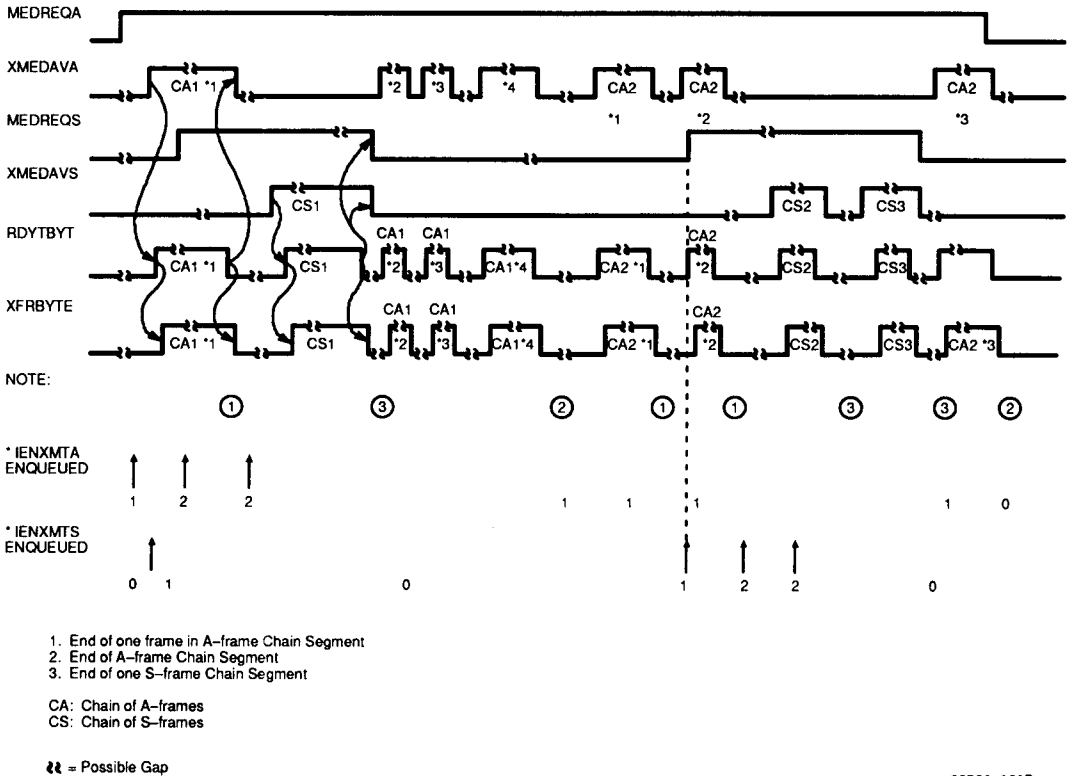 MEDREQA
XMEDAVA
CA1 *1 *2 *3 *4 CA2 CA2 CA2
*1 *2 *3
MEDREQS
XMEDAVS
CS1 CS2 CS3
RDYTBYT
CA1 CA1 CA2
CA1 *1 CS1 *2 *3 CA1*4 CA2 *1 *2 CS2 CS3
XFRBYTE
CA1 CA1 CA2
CA1 *1 CS1 *2 *3 CA1*4 CA2 *1 *2 CS2 CS3 CA2 *3
NOTE:
1 3 2 1 1 3 3 2
* IENXMTA
ENQUEUED
1 2 2 1 1 1 1 0
* IENXMTS
ENQUEUED
0 1 0 1 2 2 0
1. End of one frame in A–frame Chain Segment
2. End of A–frame Chain Segment
3. End of one S–frame Chain Segment
CA: Chain of A–frames
CS: Chain of S–frames
= Possible Gap